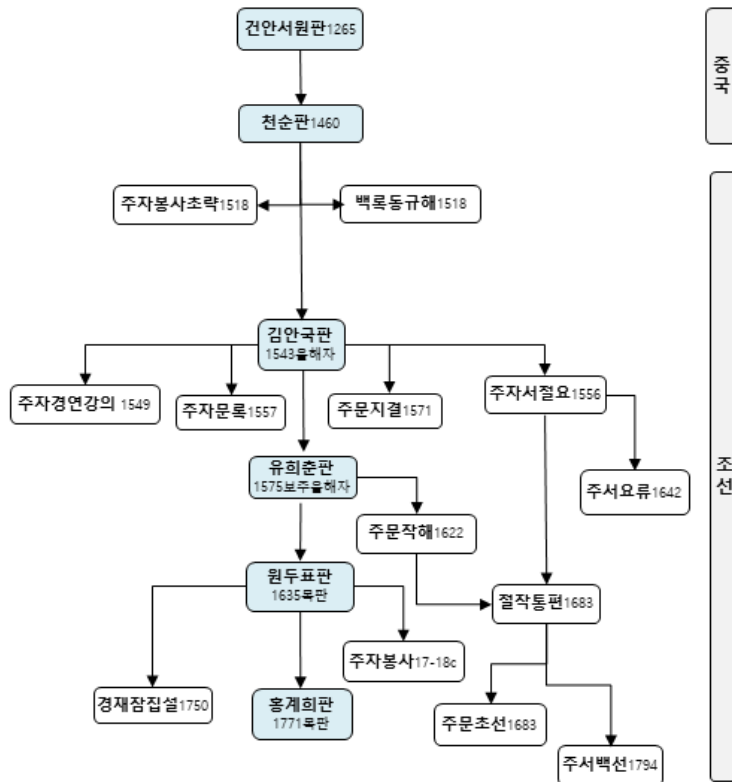 건안서원판1265
중국
천순판1460
주자봉사초략1518
백록동규해1518
김안국판
1543을해자
주자경연강의 1549
주자문록1557
주문지결1571
주자서절요1556
유희춘판
1575보주을해자
주서요류1642
조선
주문작해1622
원두표판
1635목판
절작통편1683
주자봉사17-18c
경재잠집설1750
홍계희판
1771목판
주문초선1683
주서백선1794